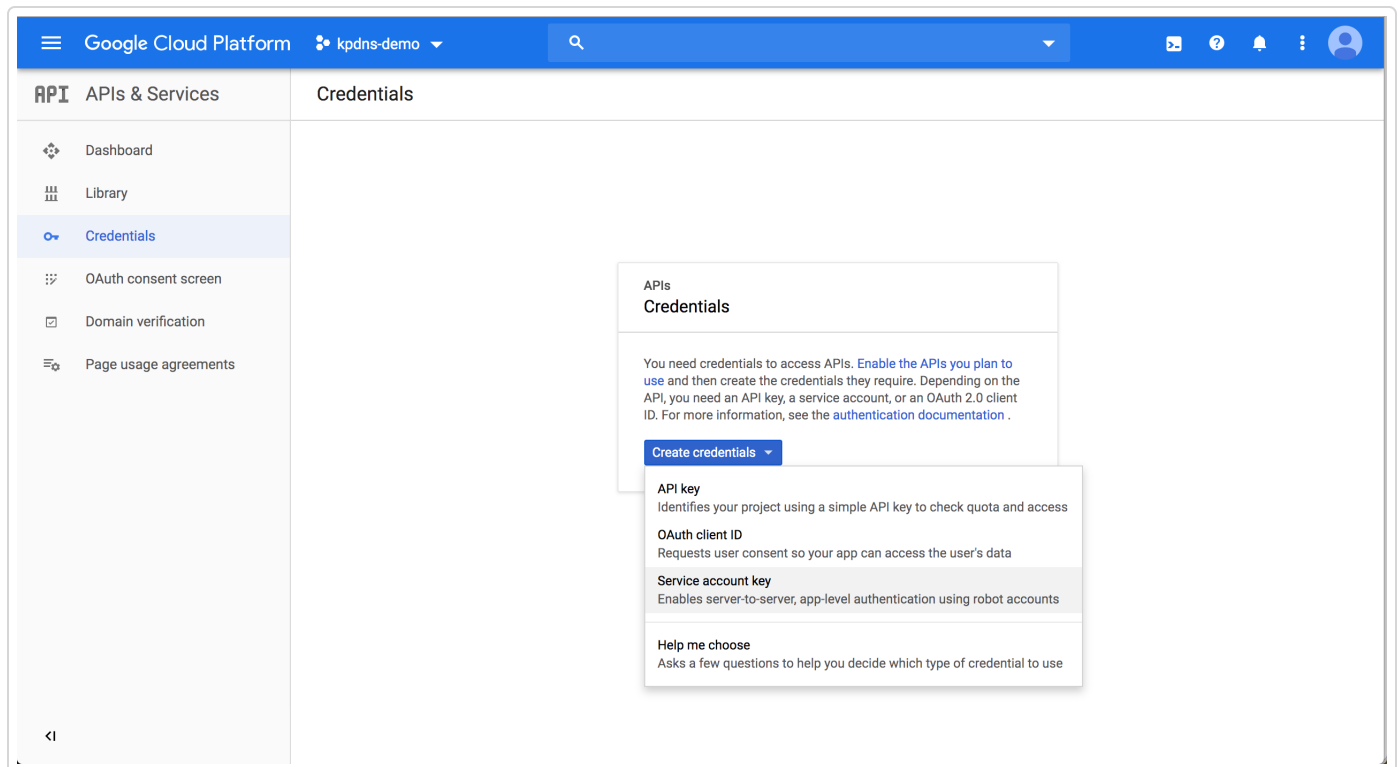 Google Cloud Platform
kpdns-demo
API APIs & Services
Credentials
Dashboard
Library
Credentials
OAuth consent screen
Domain verification
Page usage agreements
APIs
Credentials
You need credentials to access APIs. Enable the APIs you plan to
use and then create the credentials they require. Depending on the
API, you need an API key, a service account, or an OAuth 2.0 client
ID. For more information, see the authentication documentation .
Create credentials
API key
Identifies your project using a simple API key to check quota and access
OAuth client ID
Requests user consent so your app can access the user's data
Service account key
Enables server-to-server, app-level authentication using robot accounts
Help me choose
Asks a few questions to help you decide which type of credential to use